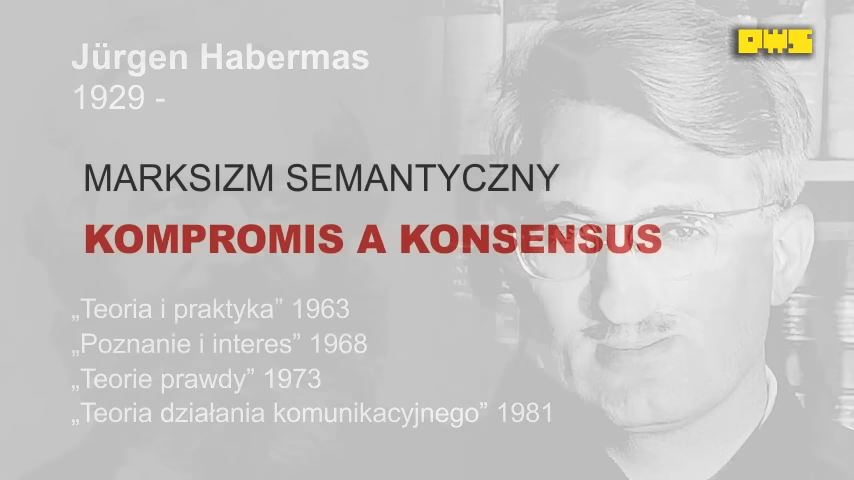 Jürgen Habermas
OWS
1929 -
MARKSIZM SEMANTYCZNY
KOMPROMIS A KONSENSUS
„Teoria i praktyka” 1963
„Poznanie i interes” 1968
„Teorie prawdy” 1973
„Teoria działania komunikacyjnego” 1981